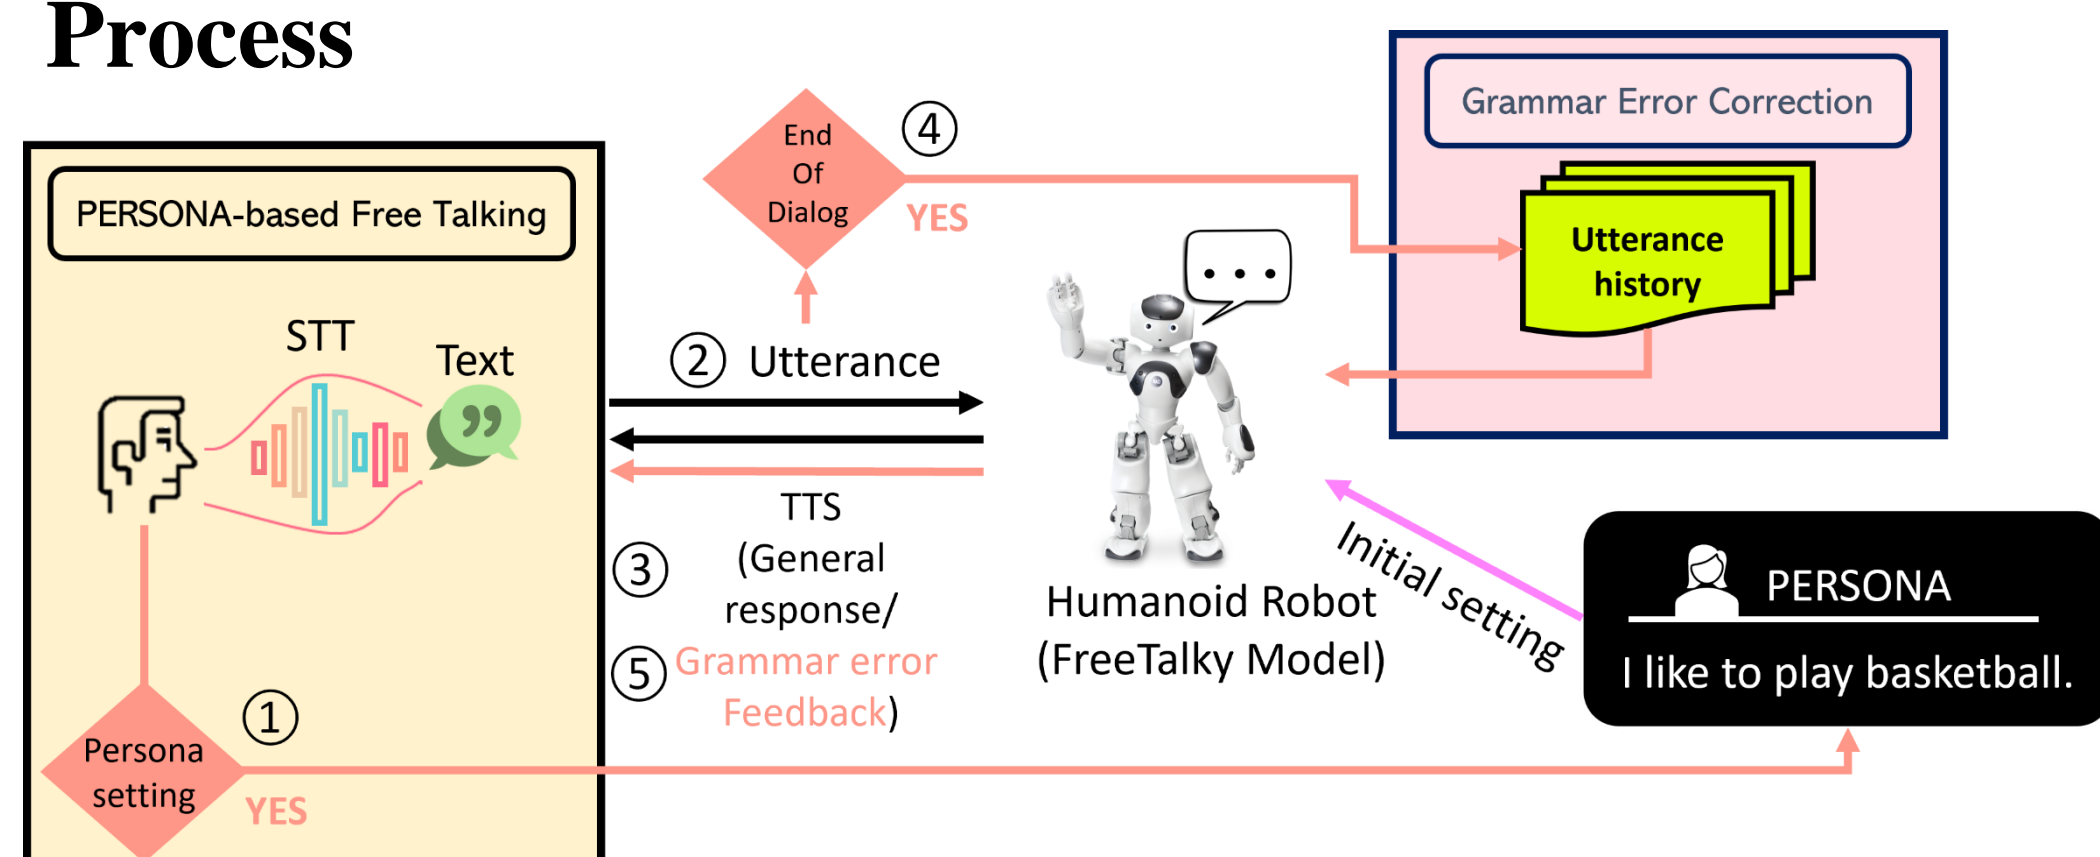 Process
PERSONA-based Free Talking
STT
Text
Persona
setting
①
YES
End
Of
Dialog
④
YES
② Utterance
TTS
③
(General
response/
⑤
Grammar error
Feedback)
Humanoid Robot
(FreeTalky Model)
Grammar Error Correction
Utterance
history
Initial setting
PERSONA
I like to play basketball.